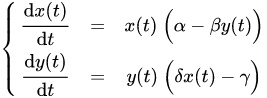 dx(t)/dt = x(t) (α − βy(t))
dy(t)/dt = y(t) (δx(t) − γ)